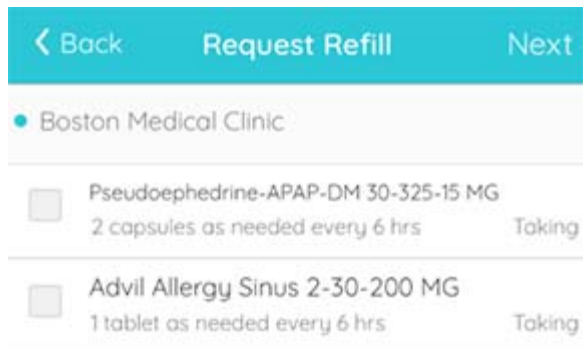 Back Request Refill Next
Boston Medical Clinic
Pseudoephedrine-APAP-DM 30-325-15 MG
2 capsules as needed every 6 hrs Taking
Advil Allergy Sinus 2-30-200 MG
1 tablet as needed every 6 hrs Taking